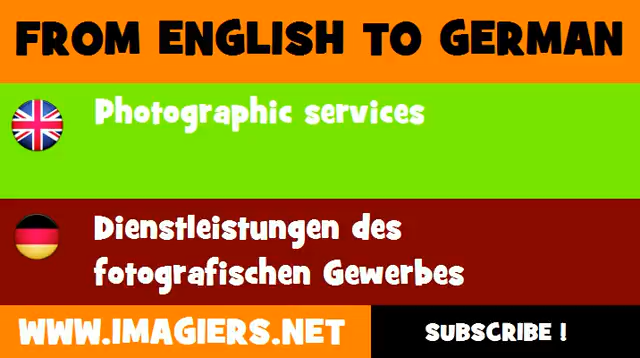 FROM ENGLISH TO GERMAN
Photographic services
Dienstleistungen des
fotografischen Gewerbes
WWW.IMAGIERS.NET
SUBSCRIBE !